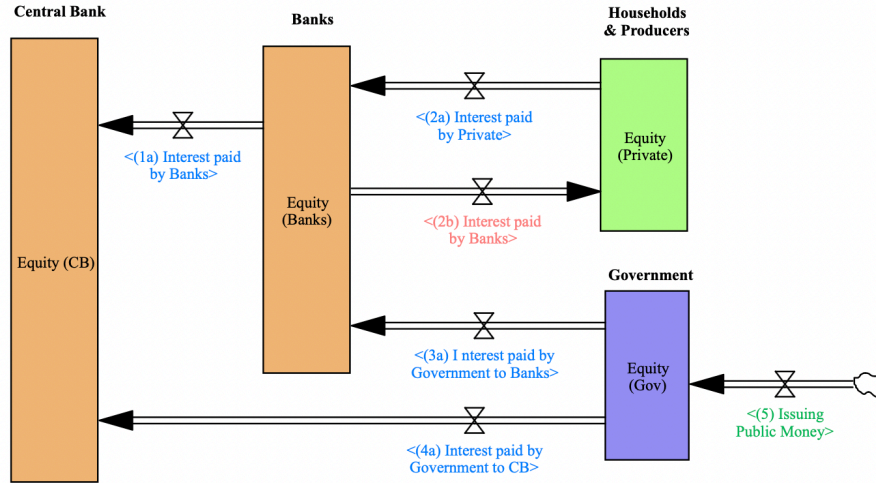 Central Bank
Banks
Households
& Producers
<(2a) Interest paid
by Private>
Equity
(Private)
<(1a) Interest paid
by Banks>
Equity
(Banks)
<(2b) Interest paid
by Banks>
Equity (CB)
Government
<(3a) I nterest paid by
Government to Banks>
Equity
(Gov)
<(5) Issuing
Public Money>
<(4a) Interest paid by
Government to CB>